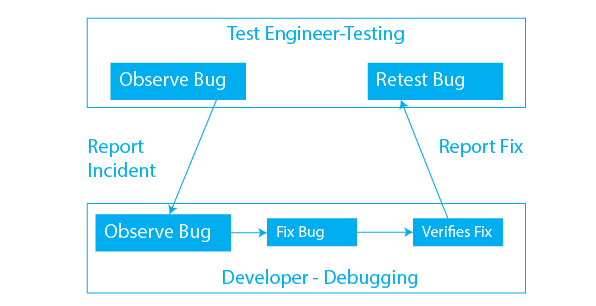 Test Engineer-Testing
Observe Bug
Retest Bug
Report
Incident
Report Fix
Observe Bug
Fix Bug
Verifies Fix
Developer - Debugging